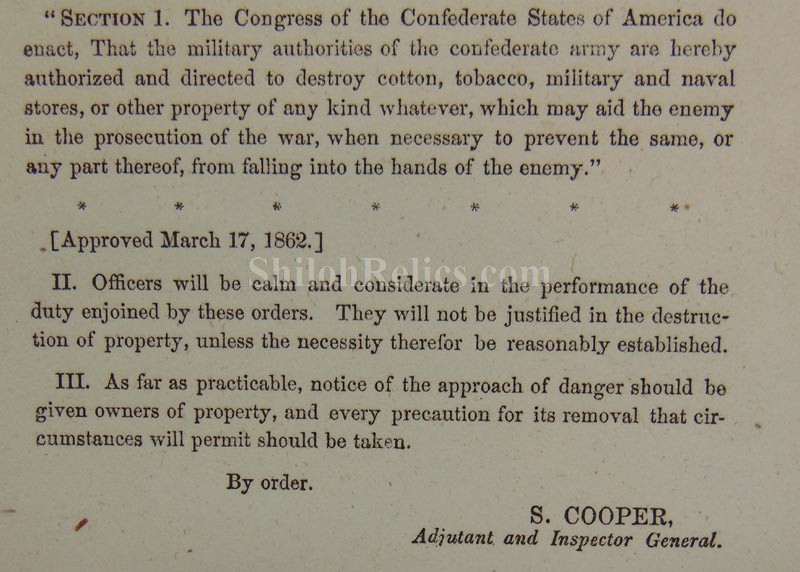 “ SECTION 1. The Congress of the Confederate States of America do
enact, That the military authorities of the confederate army are hereby
authorized and directed to destroy cotton, tobacco, military and naval
stores, or other property of any kind whatever, which may aid the enemy
in the prosecution of the war, when necessary to prevent the same, or
any part thereof, from falling into the hands of the enemy.”
* * * * * * *
[Approved March 17, 1862.]
ShilohRelics.com
II. Officers will be calm and considerate in the performance of the
duty enjoined by these orders. They will not be justified in the destruc-
tion of property, unless the necessity therefor be reasonably established.
III. As far as practicable, notice of the approach of danger should be
given owners of property, and every precaution for its removal that cir-
cumstances will permit should be taken.
By order.
S. COOPER,
Adjutant and Inspector General.